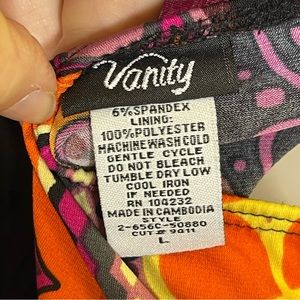 Vanity
6% SPANDEX
LINING:
100% POLYESTER
MACHINE WASH COLD
GENTLE CYCLE
DO NOT BLEACH
TUMBLE DRY LOW
COOL IRON
IF NEEDED
RN 104232
MADE IN CAMBODIA
STYLE
2-656C-50880
CUT# 9011
L